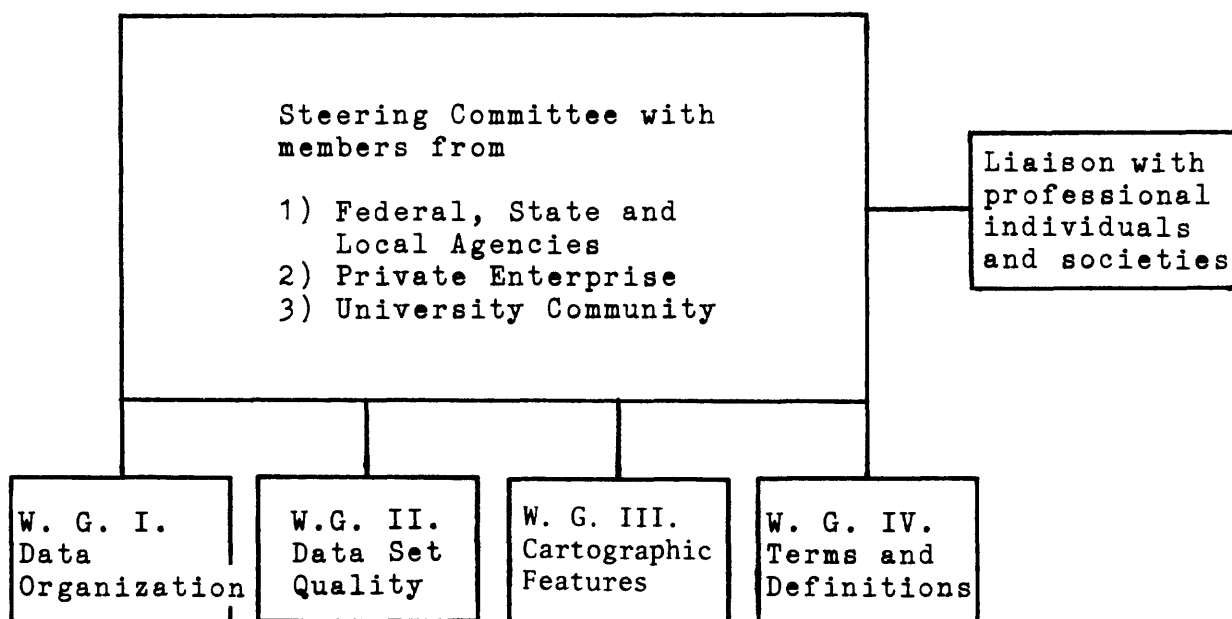 Steering Committee with
members from
1) Federal, State and
Local Agencies
2) Private Enterprise
3) University Community
Liaison with
professional
individuals
and societies
W. G. I.
Data
Organization
W.G. II.
Data Set
Quality
W. G. III.
Cartographic
Features
W. G. IV.
Terms and
Definitions